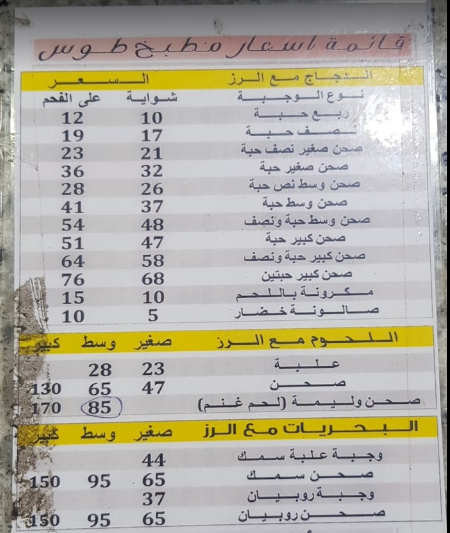 قائمة اسعار مطبخ طوس
الدجاج مع الرز السعر
نوع الوجبة شواية على الفحم
ربع حبة 10 12
نصف حبة 17 19
صحن صغير نصف حبة 21 23
صحن صغير حبة 32 36
صحن وسط نص حبة 26 28
صحن وسط حبة 37 41
صحن وسط حبة ونصف 48 54
صحن كبير حبة 47 51
صحن كبير حبة ونصف 58 64
صحن كبير حبتين 68 76
مكرونة باللحم 10 15
صالونة خضار 5 10
اللحوم مع الرز صغير وسط كبير
علبة 23 28
صحن 47 65 130
صحن وليمة (لحم غنم) 85 170
البحريات مع الرز صغير وسط كبير
وجبة علبة سمك 44
صحن سمك 65 95 150
وجبة روبيان 37
صحن روبيان 65 95 150